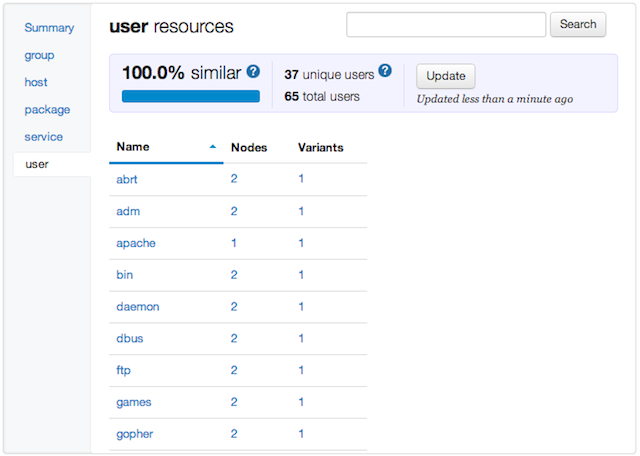 Summary
group
host
package
service
user
user resources
Search
100.0% similar ?
37 unique users ?
65 total users
Update
Updated less than a minute ago
Name Nodes Variants
abrt 2 1
adm 2 1
apache 1 1
bin 2 1
daemon 2 1
dbus 2 1
ftp 2 1
games 2 1
gopher 2 1